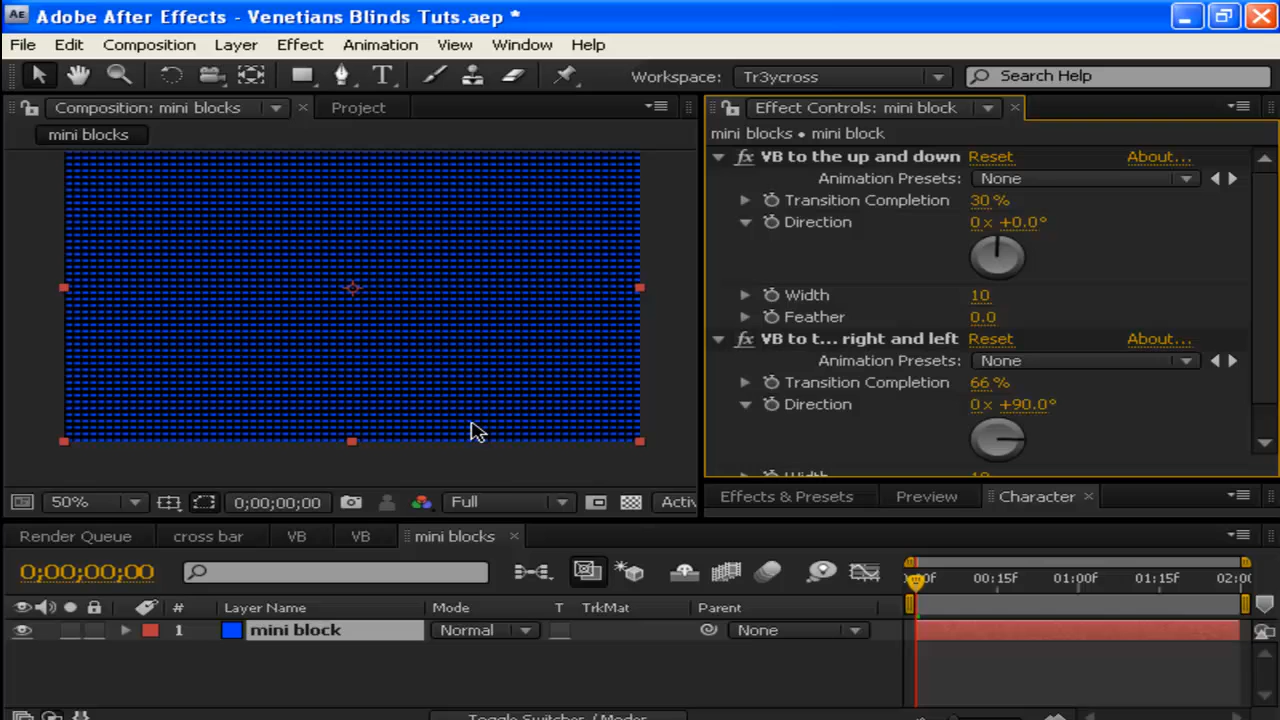 Adobe After Effects - Venetians Blinds Tuts.aep *
File Edit Composition Layer Effect Animation View Window Help
Workspace: Tr3ycross Search Help
Composition: mini blocks Project
mini blocks
Effect Controls: mini block
mini blocks • mini block
fx VB to the up and down Reset About...
Animation Presets: None
Transition Completion 30 %
Direction 0 x +0.0°
Width 10
Feather 0.0
fx VB to t... right and left Reset About...
Animation Presets: None
Transition Completion 66 %
Direction 0 x +90.0°
Width 10
50% 0;00;00;00 Full Activ
Effects & Presets Preview Character
Render Queue cross bar VB VB mini blocks
0;00;00;00
00:15f 01:00f 01:15f 02:00
# Layer Name Mode T TrkMat Parent
1 mini block Normal None
Toggle Switches / Modes